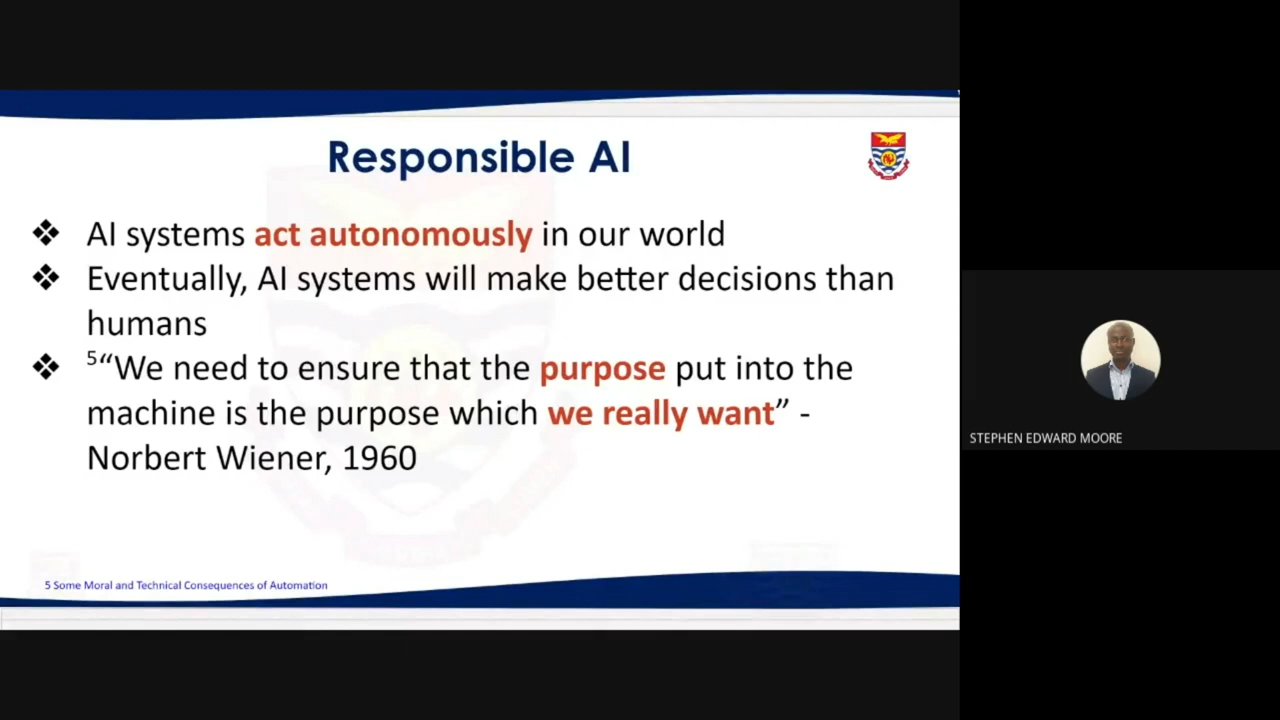 Responsible AI
❖ AI systems act autonomously in our world
❖ Eventually, AI systems will make better decisions than
humans
❖ 5“We need to ensure that the purpose put into the
machine is the purpose which we really want” -
Norbert Wiener, 1960
5 Some Moral and Technical Consequences of Automation
STEPHEN EDWARD MOORE